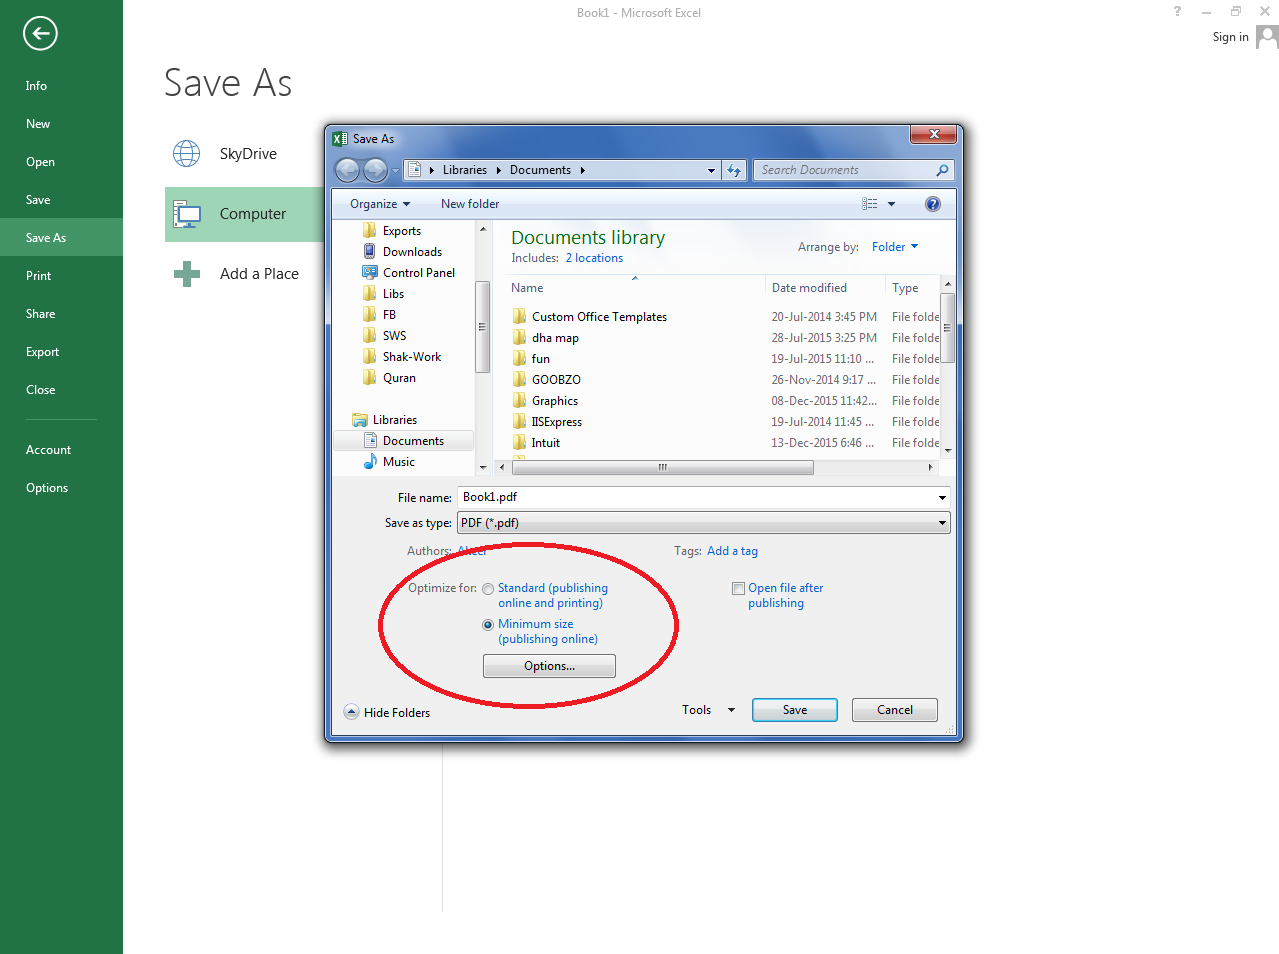 Book1 - Microsoft Excel
?
Sign in
Info
New
Open
Save
Save As
Print
Share
Export
Close
Account
Options
Save As
SkyDrive
Computer
Add a Place
Save As
Libraries Documents
Search Documents
Organize New folder
Exports
Downloads
Control Panel
Libs
FB
SWS
Shak-Work
Quran
Libraries
Documents
Music
Documents library
Includes: 2 locations
Arrange by: Folder
Name Date modified Type
Custom Office Templates 20-Jul-2014 3:45 PM File folde
dha map 28-Jul-2015 3:25 PM File folde
fun 19-Jul-2015 11:10 ... File folde
GOOBZO 26-Nov-2014 9:17 ... File folde
Graphics 08-Dec-2015 11:42... File folde
IISExpress 19-Jul-2014 11:45 ... File folde
Intuit 13-Dec-2015 6:46 ... File folde
File name: Book1.pdf
Save as type: PDF (*.pdf)
Authors:
Tags: Add a tag
Optimize for: Standard (publishing
online and printing)
Minimum size
(publishing online)
Options...
Open file after
publishing
Hide Folders
Tools Save Cancel